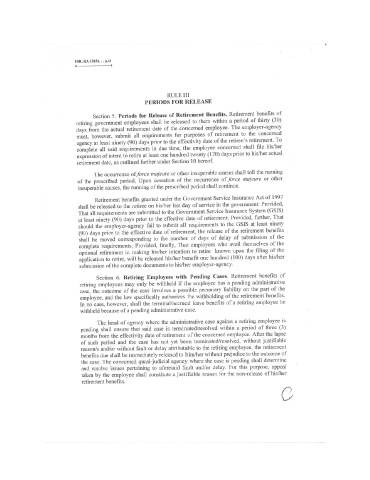 RULE III
PERIODS FOR RELEASE
Section 5. Periods for Release of Retirement Benefits. Retirement benefits of
retiring government employees shall be released to them within a period of thirty (30)
days from the actual retirement date of the concerned employee. The employer-agency
must, however, submit all requirements for purposes of retirement to the concerned
agency at least ninety (90) days prior to the effectivity date of the retiree's retirement. To
complete all said requirements in due time, the employee concerned shall file his/her
expression of intent to retire at least one hundred twenty (120) days prior to his/her actual
retirement date, as outlined further under Section 10 hereof.
The occurrence of force majeure or other insuperable causes shall toll the running
of the prescribed period. Upon cessation of the occurrence of force majeure or other
insuperable causes, the running of the prescribed period shall continue.
Retirement benefits granted under the Government Service Insurance Act of 1997
shall be released to the retiree on his/her last day of service in the government: Provided,
That all requirements are submitted to the Government Service Insurance System (GSIS)
at least ninety (90) days prior to the effective date of retirement: Provided, further, That
should the employer-agency fail to submit all requirements to the GSIS at least ninety
(90) days prior to the effective date of retirement, the release of the retirement benefits
shall be moved corresponding to the number of days of delay of submission of the
complete requirements: Provided, finally, That employees who avail themselves of the
optional retirement in making his/her intention to retire known upon the filing of the
application to retire, will be released his/her benefit one hundred (100) days after his/her
submission of the complete documents to his/her employer-agency.
Section 6. Retiring Employees with Pending Cases. Retirement benefits of
retiring employees may only be withheld if the employee has a pending administrative
case, the outcome of the case involves a possible pecuniary liability on the part of the
employee, and the law specifically authorizes the withholding of the retirement benefits.
In no case, however, shall the terminal/accrued leave benefits of a retiring employee be
withheld because of a pending administrative case.
The head of agency where the administrative case against a retiring employee is
pending shall ensure that said case is terminated/resolved within a period of three (3)
months from the effectivity date of retirement of the concerned employee. After the lapse
of such period and the case has not yet been terminated/resolved, without justifiable
reason/s and/or without fault or delay attributable to the retiring employee, the retirement
benefits due shall be immediately released to him/her without prejudice to the outcome of
the case. The concerned quasi-judicial agency where the case is pending shall determine
and resolve issues pertaining to aforesaid fault and/or delay. For this purpose, appeal
taken by the employee shall constitute a justifiable reason for the non-release of his/her
retirement benefits.